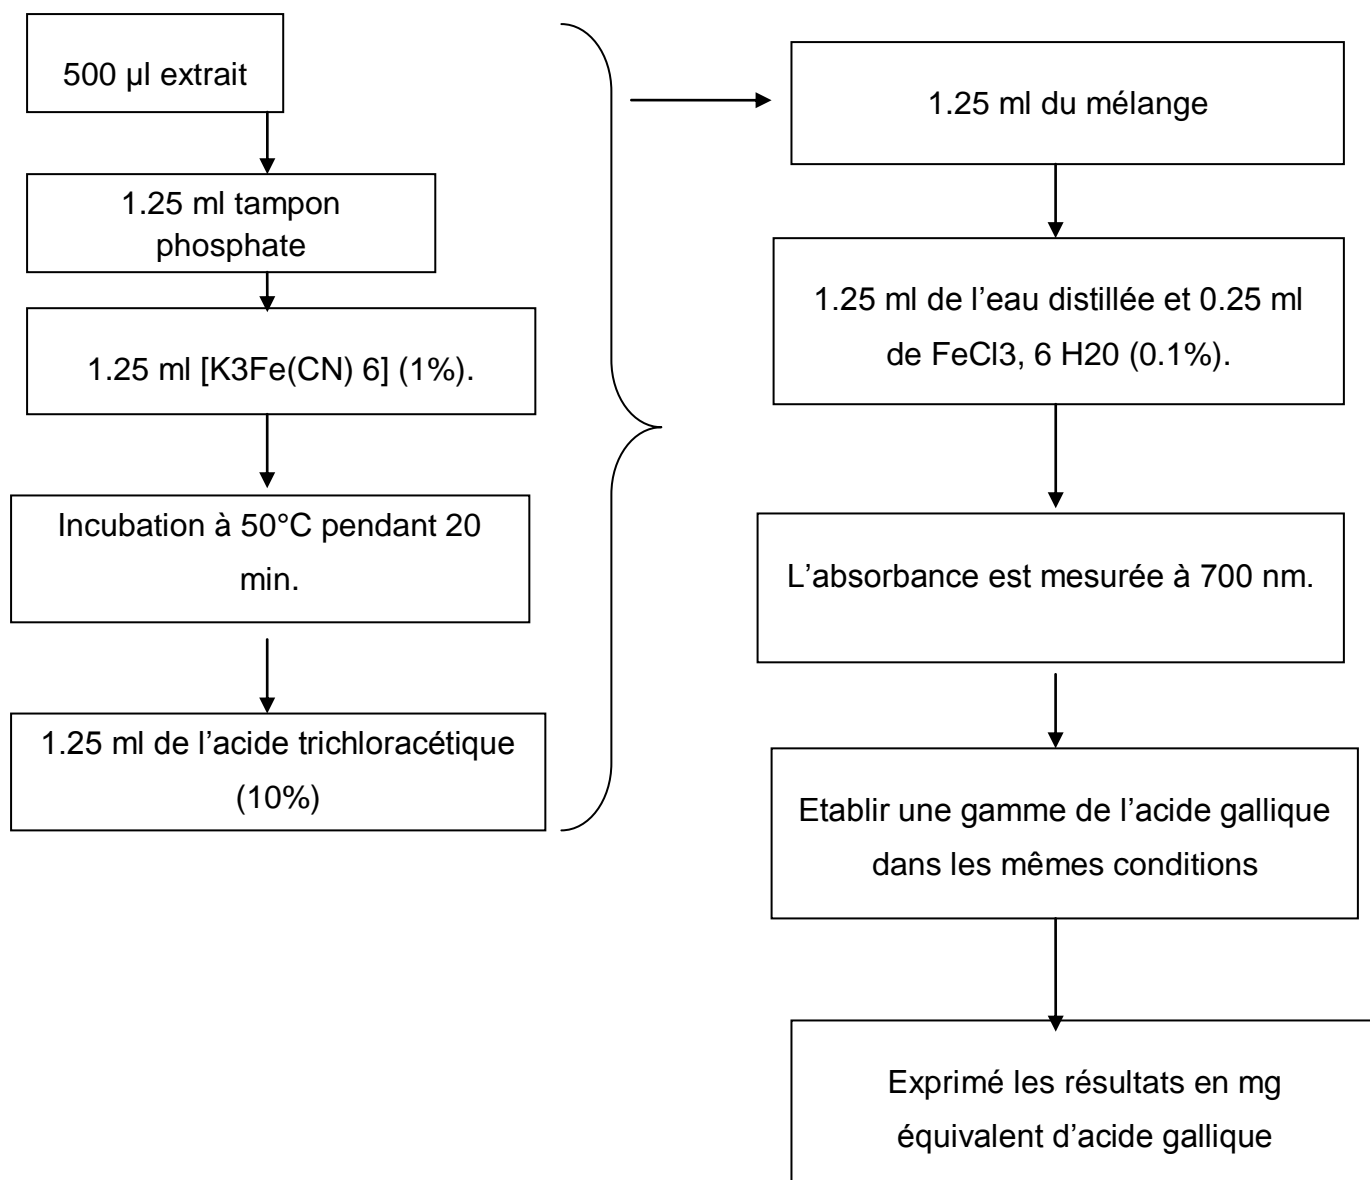 500 µl extrait
1.25 ml tampon
phosphate
1.25 ml [K3Fe(CN) 6] (1%).
Incubation à 50°C pendant 20
min.
1.25 ml de l’acide trichloracétique
(10%)
1.25 ml du mélange
1.25 ml de l’eau distillée et 0.25 ml
de FeCl3, 6 H20 (0.1%).
L’absorbance est mesurée à 700 nm.
Etablir une gamme de l’acide gallique
dans les mêmes conditions
Exprimé les résultats en mg
équivalent d’acide gallique